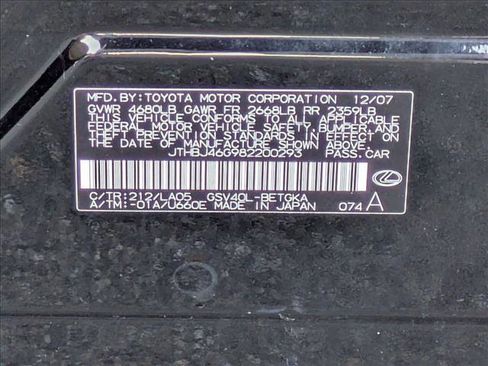 MFD.BY:TOYOTA MOTOR CORPORATION 12/07
GVWR 4680LB GAWR FR 2668LB RR 2359LB
THIS VEHICLE CONFORMS TO ALL APPLICABLE
FEDERAL MOTOR VEHICLE SAFETY,BUMPER,AND
THEFT PREVENTION STANDARDS IN EFFECT ON
THE DATE OF MANUFACTURE SHOWN ABOVE.
JTHBJ46G982200293 PASS.CAR
C/TR:212/LA05 GSV40L-BETGKA
A/TM:-01A/U660E MADE IN JAPAN 074 A